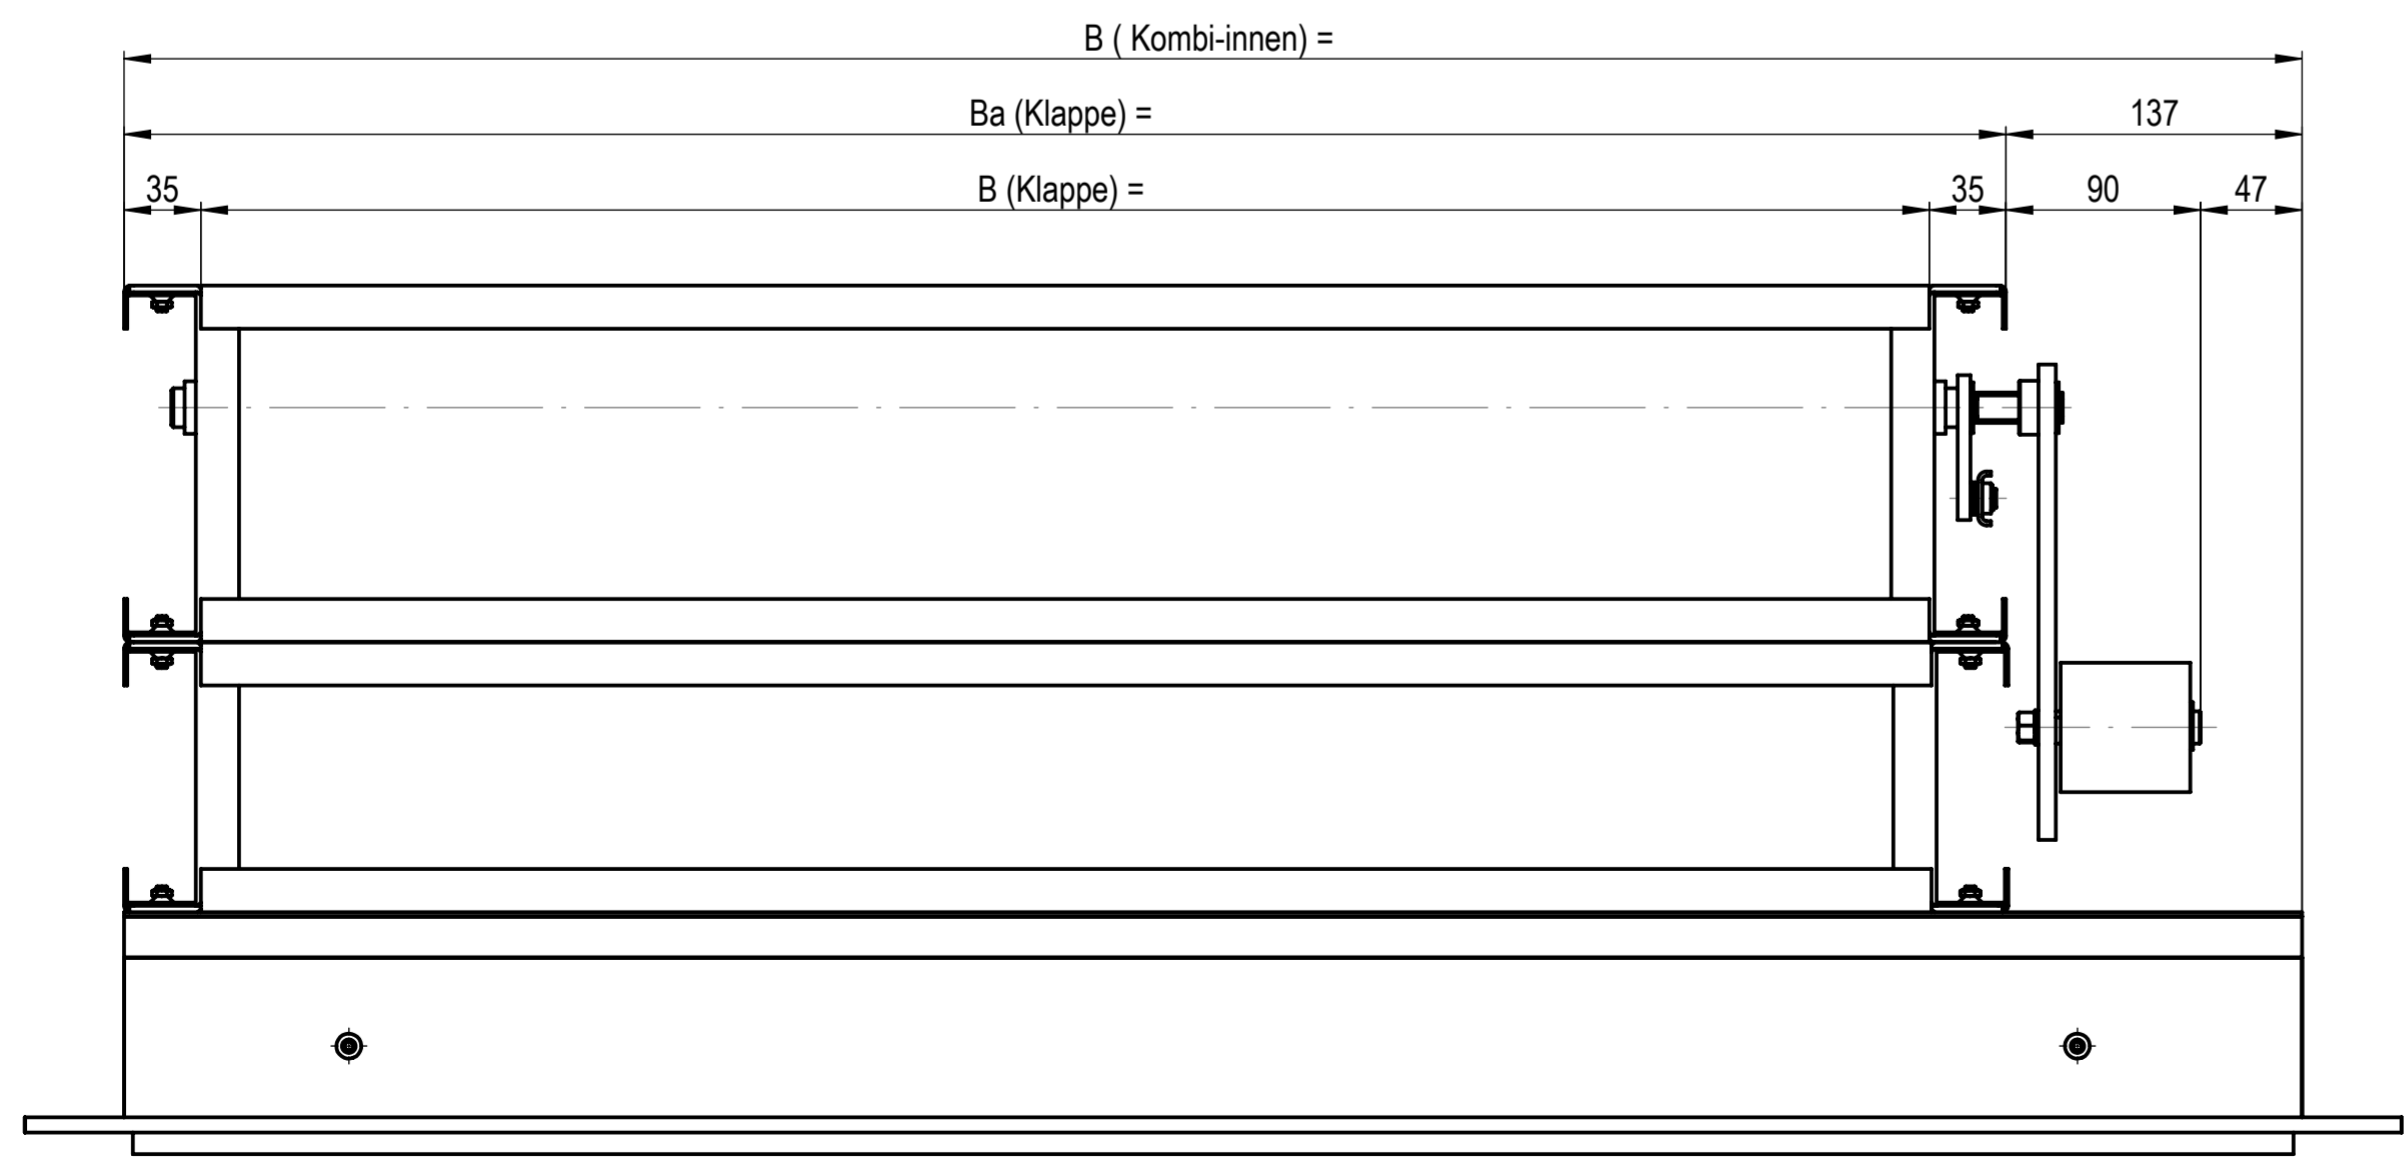 B ( Kombi-innen) =
Ba (Klappe) =
137
35
B (Klappe) =
35
90
47